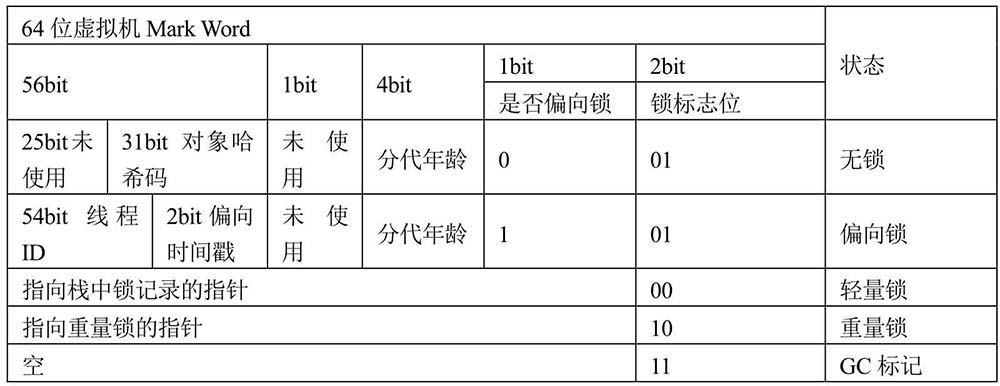 64 位虚拟机 Mark Word
状态
56bit
1bit
4bit
1bit
2bit
是否偏向锁
锁标志位
25bit 未
使用
31bit 对象哈
希码
未使
用
分代年龄
0
01
无锁
54bit 线程
ID
2bit 偏向
时间戳
未使
用
分代年龄
1
01
偏向锁
指向栈中锁记录的指针
00
轻量锁
指向重量锁的指针
10
重量锁
空
11
GC 标记